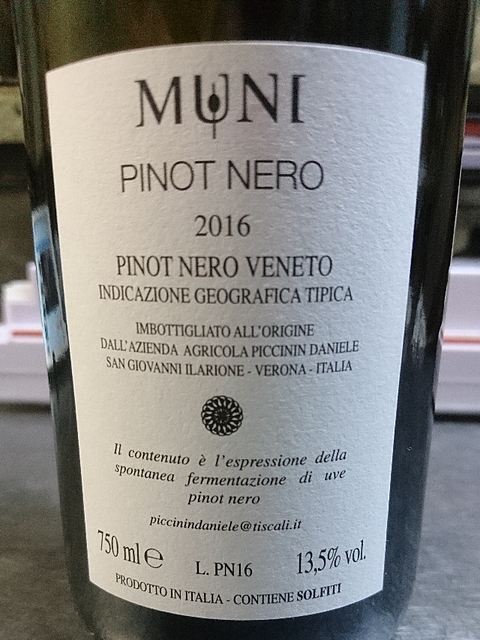 MUNI
PINOT NERO
2016
PINOT NERO VENETO
INDICAZIONE GEOGRAFICA TIPICA
IMBOTTIGLIATO ALL'ORIGINE
DALL'AZIENDA AGRICOLA PICCININ DANIELE
SAN GIOVANNI ILARIONE - VERONA - ITALIA
Il contenuto è l'espressione della
spontanea fermentazione di uve
pinot nero
piccinindaniele@tiscali.it
750 ml ℮ L. PN16 13,5% vol.
PRODOTTO IN ITALIA - CONTIENE SOLFITI